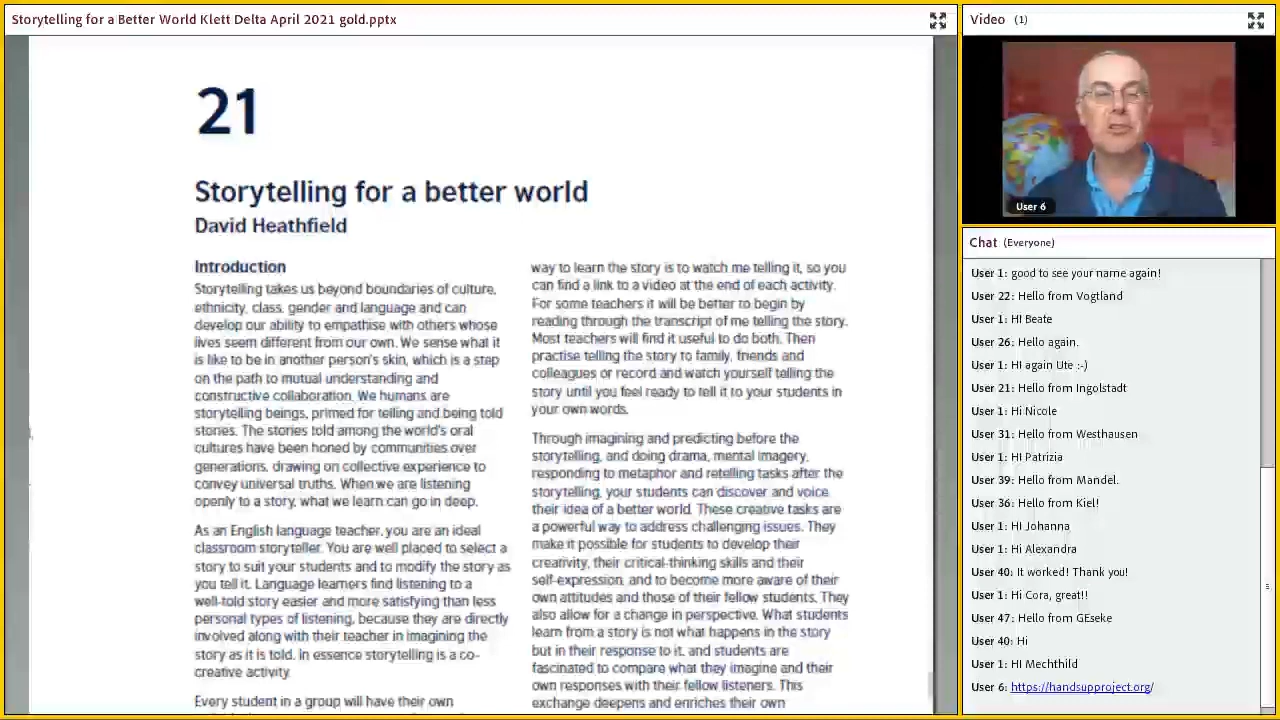 Storytelling for a Better World Klett Delta April 2021 gold.pptx
21
Storytelling for a better world
David Heathfield
Introduction
Storytelling takes us beyond boundaries of culture,
ethnicity, class, gender and language and can
develop our ability to empathise with others whose
lives seem different from our own. We sense what it
is like to be in another person's skin, which is a step
on the path to mutual understanding and
constructive collaboration. We humans are
storytelling beings, primed for telling and being told
stories. The stories told among the world's oral
cultures have been honed by communities over
generations, drawing on collective experience to
convey universal truths. When we are listening
openly to a story, what we learn can go in deep.
As an English language teacher, you are an ideal
classroom storyteller. You are well placed to select a
story to suit your students and to modify the story as
you tell it. Language learners find listening to a
well-told story easier and more satisfying than less
personal types of listening, because they are directly
involved along with their teacher in imagining the
story as it is told. In essence storytelling is a co-
creative activity.
Every student in a group will have their own
way to learn the story is to watch me telling it, so you
can find a link to a video at the end of each activity.
For some teachers it will be better to begin by
reading through the transcript of me telling the story.
Most teachers will find it useful to do both. Then
practise telling the story to family, friends and
colleagues or record and watch yourself telling the
story until you feel ready to tell it to your students in
your own words.
Through imagining and predicting before the
storytelling, and doing drama, mental imagery,
responding to metaphor and retelling tasks after the
storytelling, your students can discover and voice
their idea of a better world. These creative tasks are
a powerful way to address challenging issues. They
make it possible for students to develop their
creativity, their critical-thinking skills and their
self-expression, and to become more aware of their
own attitudes and those of their fellow students. They
also allow for a change in perspective. What students
learn from a story is not what happens in the story
but in their response to it, and students are
fascinated to compare what they imagine and their
own responses with their fellow listeners. This
exchange deepens and enriches their own
Video (1)
User 6
Chat (Everyone)
User 1: good to see your name again!
User 22: Hello from Vogtland
User 1: HI Beate
User 26: Hello again.
User 1: HI again Ute :-)
User 21: Hello from Ingolstadt
User 1: Hi Nicole
User 31: Hello from Westhausen
User 1: HI Patrizia
User 39: Hello from Mandel.
User 36: Hello from Kiel!
User 1: HI Johanna
User 1: Hi Alexandra
User 40: It worked! Thank you!
User 1: Hi Cora, great!!
User 47: Hello from GEseke
User 40: Hi
User 1: HI Mechthild
User 6: https://handsupproject.org/